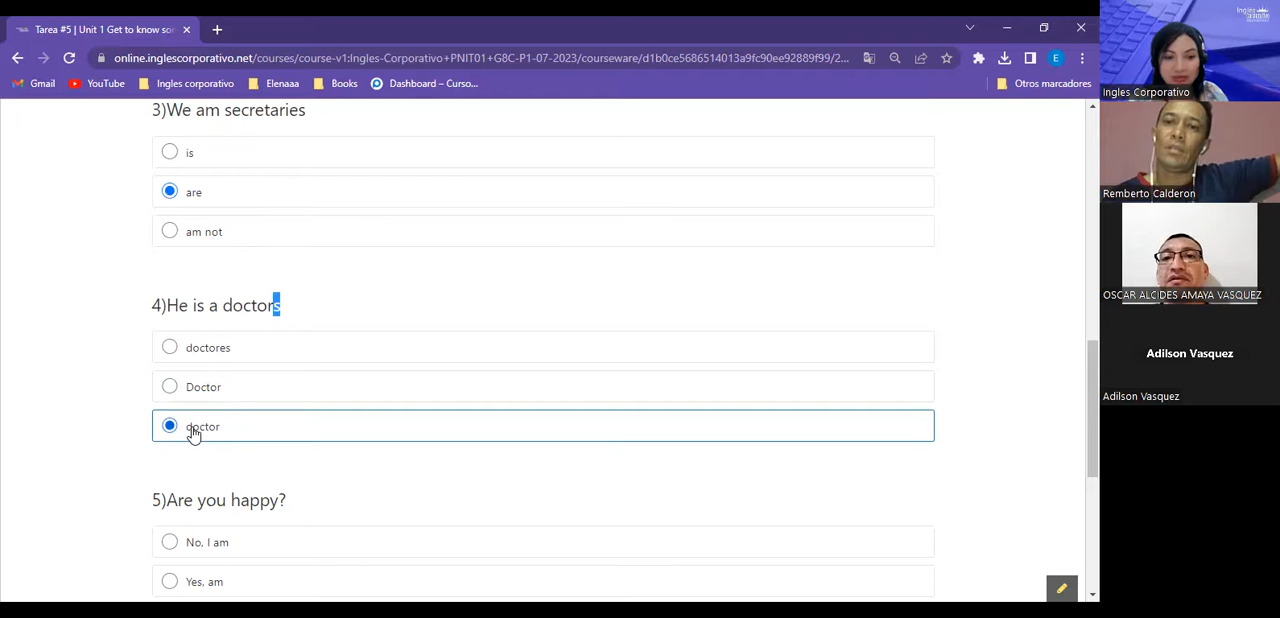 Tarea #5 | Unit 1 Get to know sor
online.inglescorporativo.net/courses/course-v1:Ingles-Corporativo+PNIT01+G8C-P1-07-2023/courseware/d1b0ce5686514013a9fc90ee92889f99/2...
E
Gmail
YouTube
Ingles corporativo
Elenaaa
Books
Dashboard – Curso...
Otros marcadores
3)We am secretaries
is
are
am not
4)He is a doctors
doctores
Doctor
doctor
5)Are you happy?
No, I am
Yes, am
Ingles Corporativo
Remberto Calderon
OSCAR ALCIDES AMAYA VASQUEZ
Adilson Vasquez
Adilson Vasquez